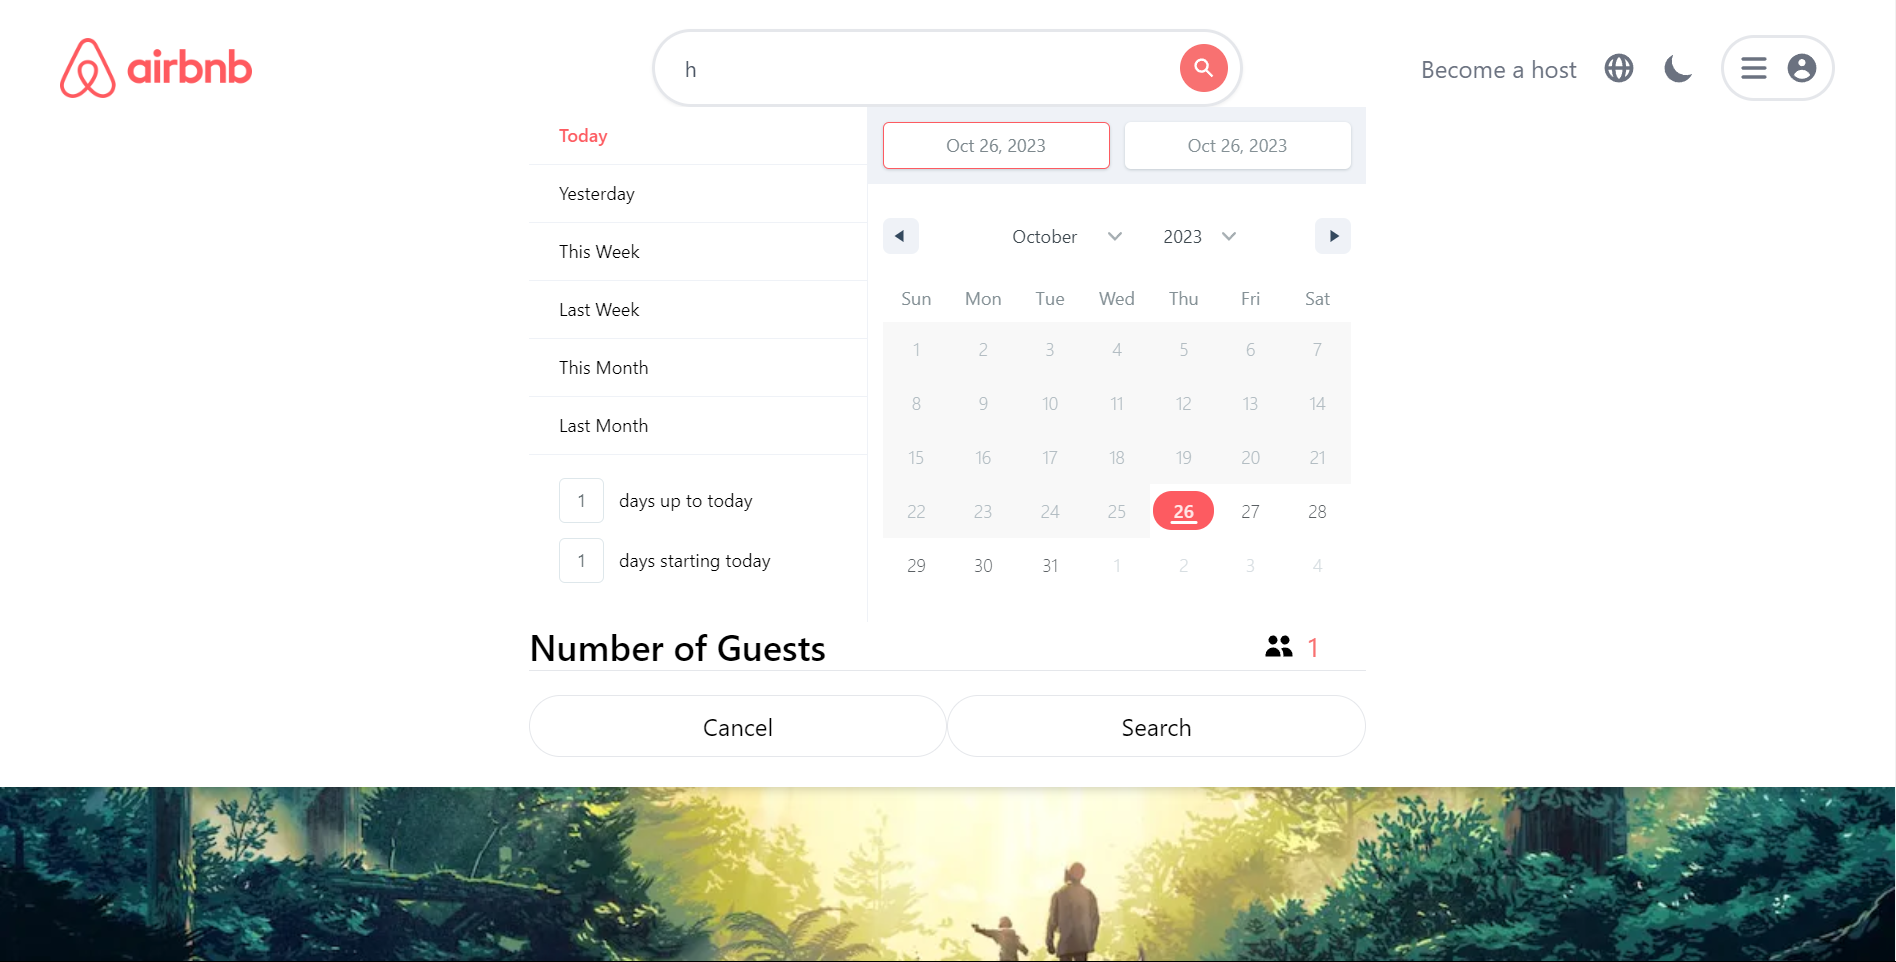 airbnb
h
Become a host
Today
Yesterday
This Week
Last Week
This Month
Last Month
1 days up to today
1 days starting today
Oct 26, 2023 Oct 26, 2023
October 2023
Sun Mon Tue Wed Thu Fri Sat
1 2 3 4 5 6 7
8 9 10 11 12 13 14
15 16 17 18 19 20 21
22 23 24 25 26 27 28
29 30 31 1 2 3 4
Number of Guests 1
Cancel Search